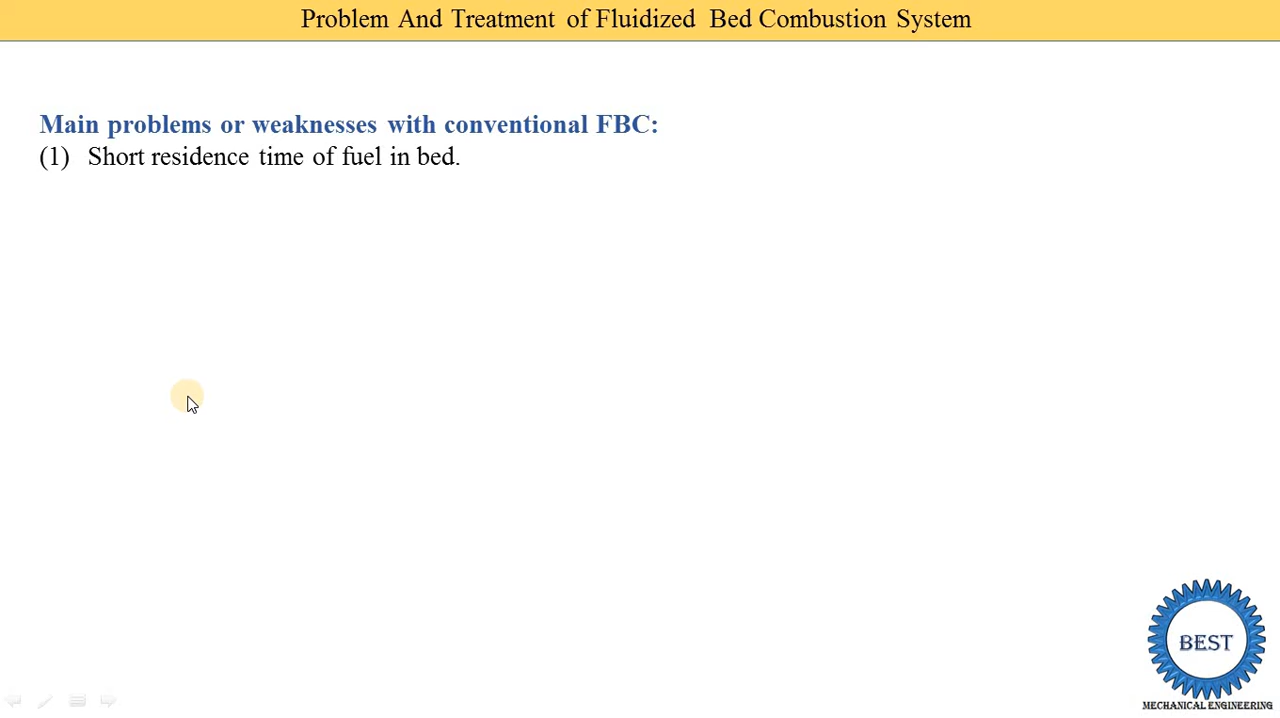 Problem And Treatment of Fluidized Bed Combustion System
Main problems or weaknesses with conventional FBC:
(1) Short residence time of fuel in bed.
BEST
MECHANICAL ENGINEERING